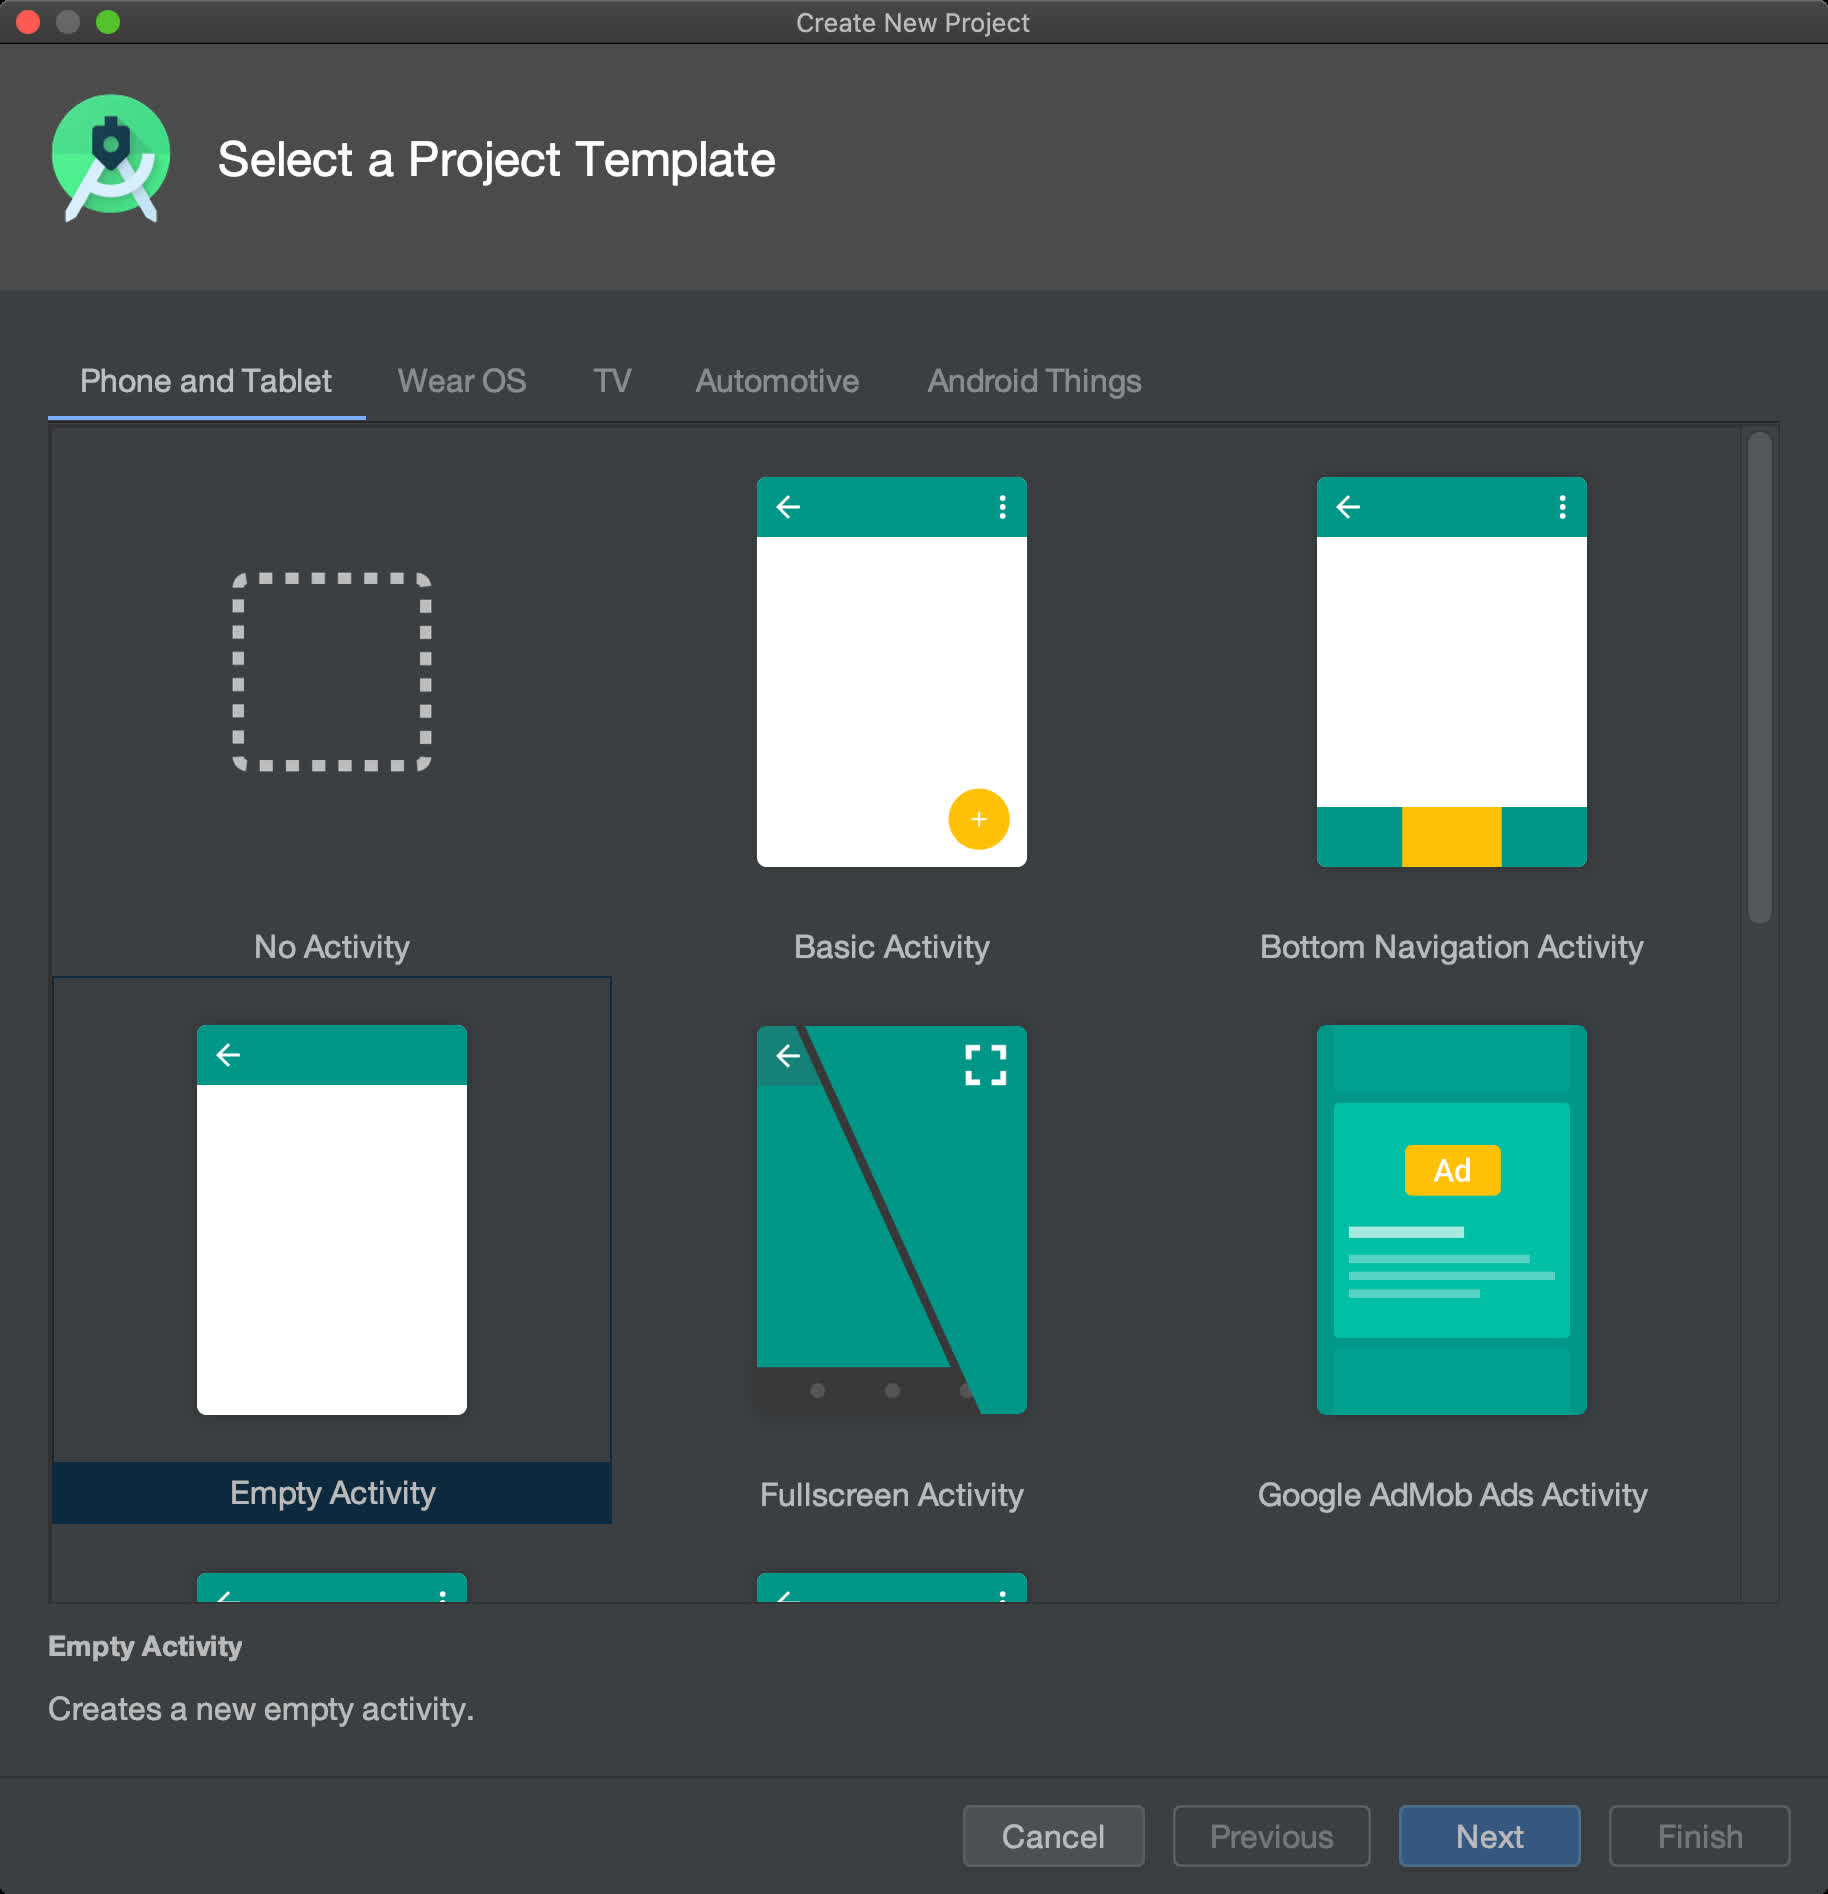 Create New Project
Select a Project Template
Phone and Tablet Wear OS TV Automotive Android Things
No Activity Basic Activity Bottom Navigation Activity
Ad
Empty Activity Fullscreen Activity Google AdMob Ads Activity
Empty Activity
Creates a new empty activity.
Cancel Previous Next Finish